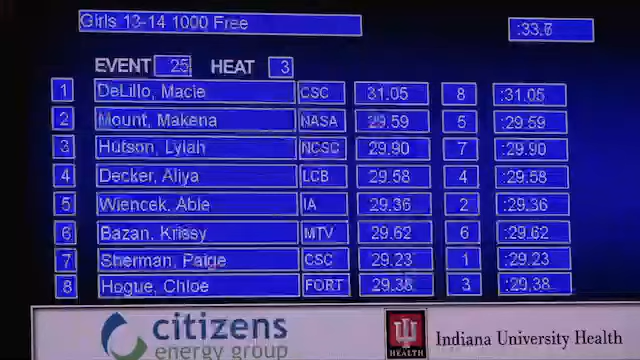 Girls 13-14 1000 Free :33.6
EVENT 25 HEAT 3
1 DeLillo, Macie CSC 31.05 8 :31.05
2 Mount, Makena NASA 29.59 5 :29.59
3 Hutson, Lylah NCSC 29.90 7 :29.90
4 Decker, Aliya LCB 29.58 4 :29.58
5 Wiencek, Abie IA 29.36 2 :29.36
6 Bazan, Krissy MTV 29.62 6 :29.62
7 Sherman, Paige CSC 29.23 1 :29.23
8 Hogue, Chloe FORT 29.38 3 :29.38
citizens
energy group
HEALTH
Indiana University Health